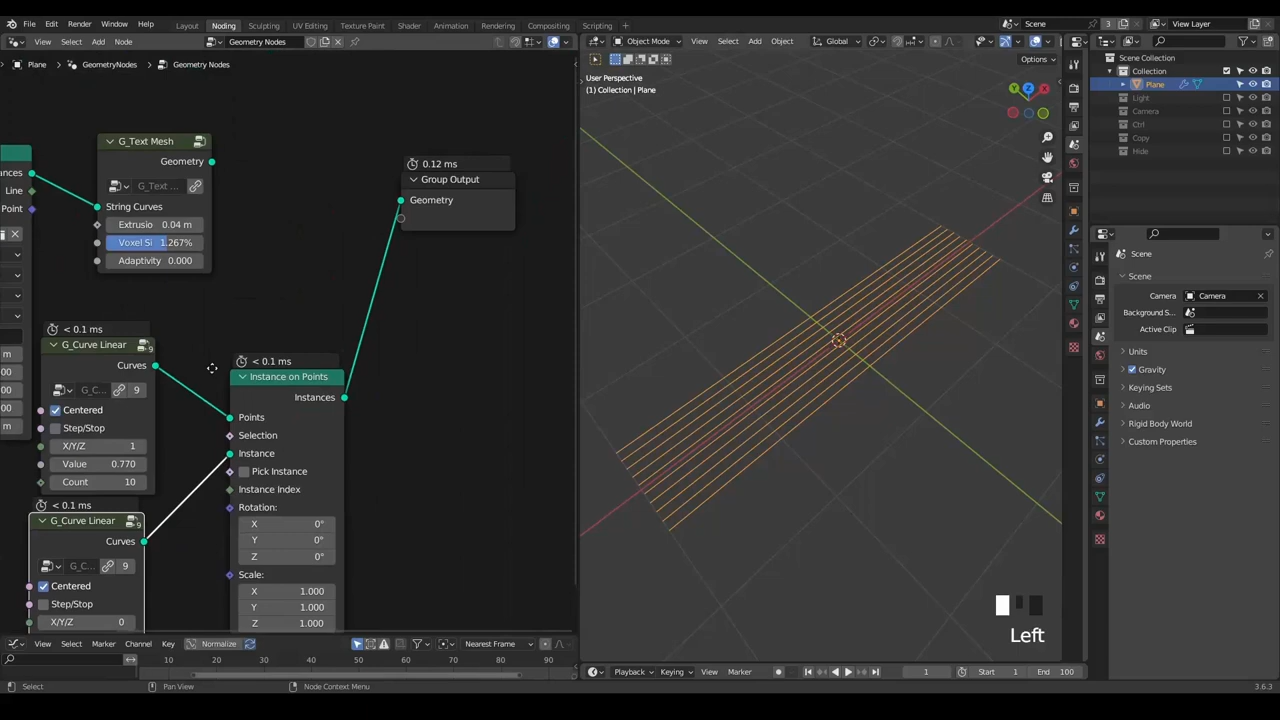 File Edit Render Window Help Layout Noding Sculpting UV Editing Texture Paint Shader Animation Rendering Compositing Scripting + Scene 3 View Layer
View Select Add Node Geometry Nodes
Plane > GeometryNodes > Geometry Nodes
G_Text Mesh
Geometry
G_Text ...
String Curves
Extrusio 0.04 m
Voxel Si 1.267%
Adaptivity 0.000
ances
Line
Point
0.12 ms
Group Output
Geometry
< 0.1 ms
G_Curve Linear
Curves
G_C... 9
Centered
Step/Stop
X/Y/Z 1
Value 0.770
Count 10
< 0.1 ms
G_Curve Linear
Curves
G_C... 9
Centered
Step/Stop
X/Y/Z 0
< 0.1 ms
Instance on Points
Instances
Points
Selection
Instance
Pick Instance
Instance Index
Rotation:
X 0°
Y 0°
Z 0°
Scale:
X 1.000
Y 1.000
Z 1.000
Object Mode View Select Add Object Global
Options
User Perspective
(1) Collection | Plane
Z
Y
X
Left
Scene Collection
Collection
Plane
Light
Camera
Ctrl
Copy
Hide
Scene
Scene
Camera Camera
Background S...
Active Clip
Units
Gravity
Keying Sets
Audio
Rigid Body World
Custom Properties
View Select Marker Channel Key Normalize Nearest Frame
10 20 30 40 50 60 70 80 90
Playback Keying View Marker 1 Start 1 End 100
Select Pan View Node Context Menu 3.6.3